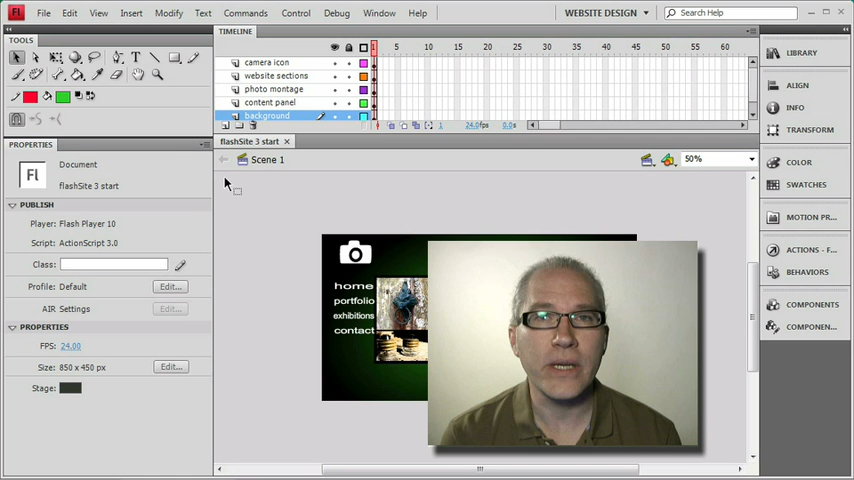 FL File Edit View Insert Modify Text Commands Control Debug Window Help WEBSITE DESIGN Search Help
TOOLS
PROPERTIES
Fl Document
flashSite 3 start
PUBLISH
Player: Flash Player 10
Script: ActionScript 3.0
Class:
Profile: Default Edit...
AIR Settings Edit...
PROPERTIES
FPS: 24.00
Size: 850 x 450 px Edit...
Stage:
TIMELINE
1 5 10 15 20 25 30 35 40 45 50 55 60
camera icon
website sections
photo montage
content panel
background
1 24.0fps 0.0s
flashSite 3 start
Scene 1 50%
home
portfolio
exhibitions
contact
LIBRARY
ALIGN
INFO
TRANSFORM
COLOR
SWATCHES
MOTION PR...
ACTIONS - F...
BEHAVIORS
COMPONENTS
COMPONEN...